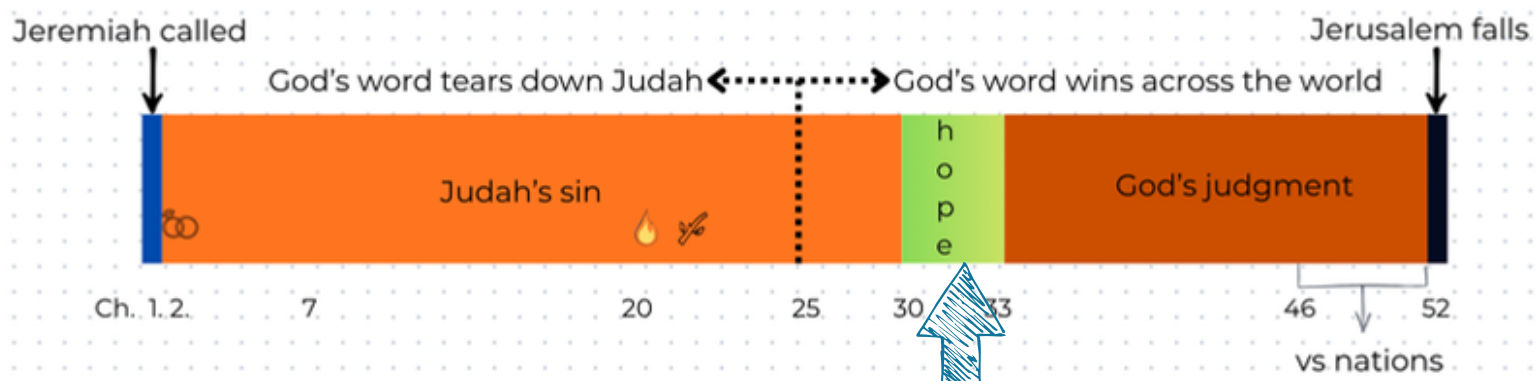 Jeremiah called
Jerusalem falls
God's word tears down Judah
God's word wins across the world
Judah's sin
h
o
p
e
God's judgment
Ch. 1. 2. 7 20 25 30 33 46 52
vs nations